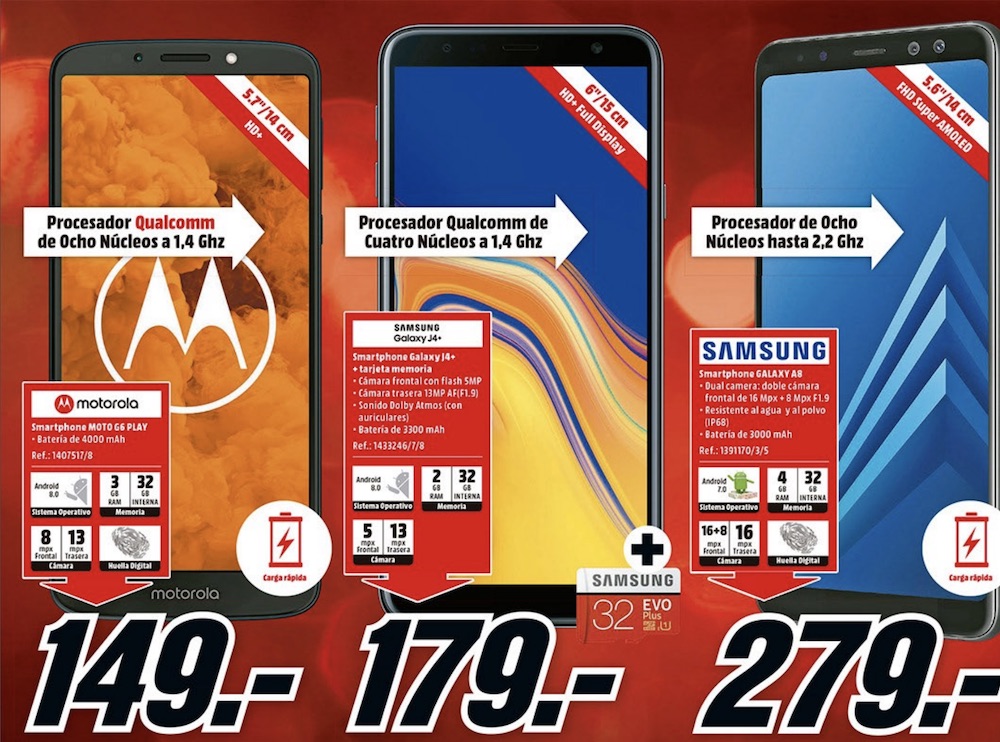 5.7"/14 cm
HD+
Procesador Qualcomm
de Ocho Núcleos a 1,4 Ghz
motorola
Smartphone MOTO G6 PLAY
• Batería de 4000 mAh
Ref.: 1407517/8
Android
8.0
Sistema Operativo
3
GB
RAM
32
GB
INTERNA
Memoria
8
mpx
Frontal
13
mpx
Trasera
Cámara
Huella Digital
Carga rápida
motorola
149.-
6"/15 cm
HD+ Full Display
Procesador Qualcomm de
Cuatro Núcleos a 1,4 Ghz
SAMSUNG
Galaxy J4+
Smartphone Galaxy J4+
+ tarjeta memoria
• Cámara frontal con flash 5MP
• Cámara trasera 13MP AF(F1.9)
• Sonido Dolby Atmos (con
auriculares)
• Batería de 3300 mAh
Ref.: 1433246/7/8
Android
8.0
Sistema Operativo
2
GB
RAM
32
GB
INTERNA
Memoria
5
mpx
Frontal
13
mpx
Trasera
Cámara
+
SAMSUNG
32 EVO
Plus
179.-
5.6"/14 cm
FHD Super AMOLED
Procesador de Ocho
Núcleos hasta 2,2 Ghz
SAMSUNG
Smartphone GALAXY A8
• Dual camera: doble cámara
frontal de 16 Mpx + 8 Mpx F1.9
• Resistente al agua y al polvo
(IP68)
• Batería de 3000 mAh
Ref.: 1391170/3/5
Android
7.0
Sistema Operativo
4
GB
RAM
32
GB
INTERNA
Memoria
16+8
mpx
Frontal
16
mpx
Trasera
Cámara
Huella Digital
Carga rápida
279.-